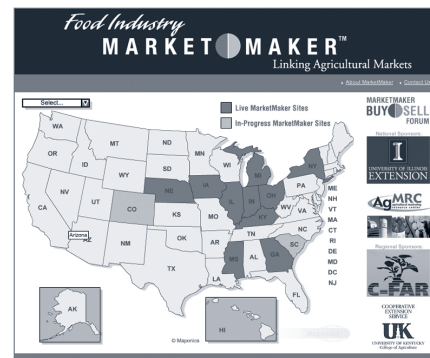 Food Industry
MARKET MAKER™
Linking Agricultural Markets
About MarketMaker
Contact Us
Select...
Live MarketMaker Sites
In-Progress MarketMaker Sites
MARKETMAKER
BUY SELL
FORUM
National Sponsors
I
UNIVERSITY OF ILLINOIS
EXTENSION
AgMRC
Regional Sponsors
C-FAR
COOPERATIVE
EXTENSION
SERVICE
UK
UNIVERSITY OF KENTUCKY
College of Agriculture
WA
MT
ND
MN
OR
ID
WY
SD
WI
MI
NY
NV
UT
CO
NE
IA
IL
IN
OH
PA
CA
KS
MO
KY
WV
VA
Arizona
AZ
NM
OK
AR
TN
NC
SC
TX
LA
MS
AL
GA
FL
ME
NH
VT
MA
CT
RI
DE
MD
DC
NJ
AK
HI
© Maponics